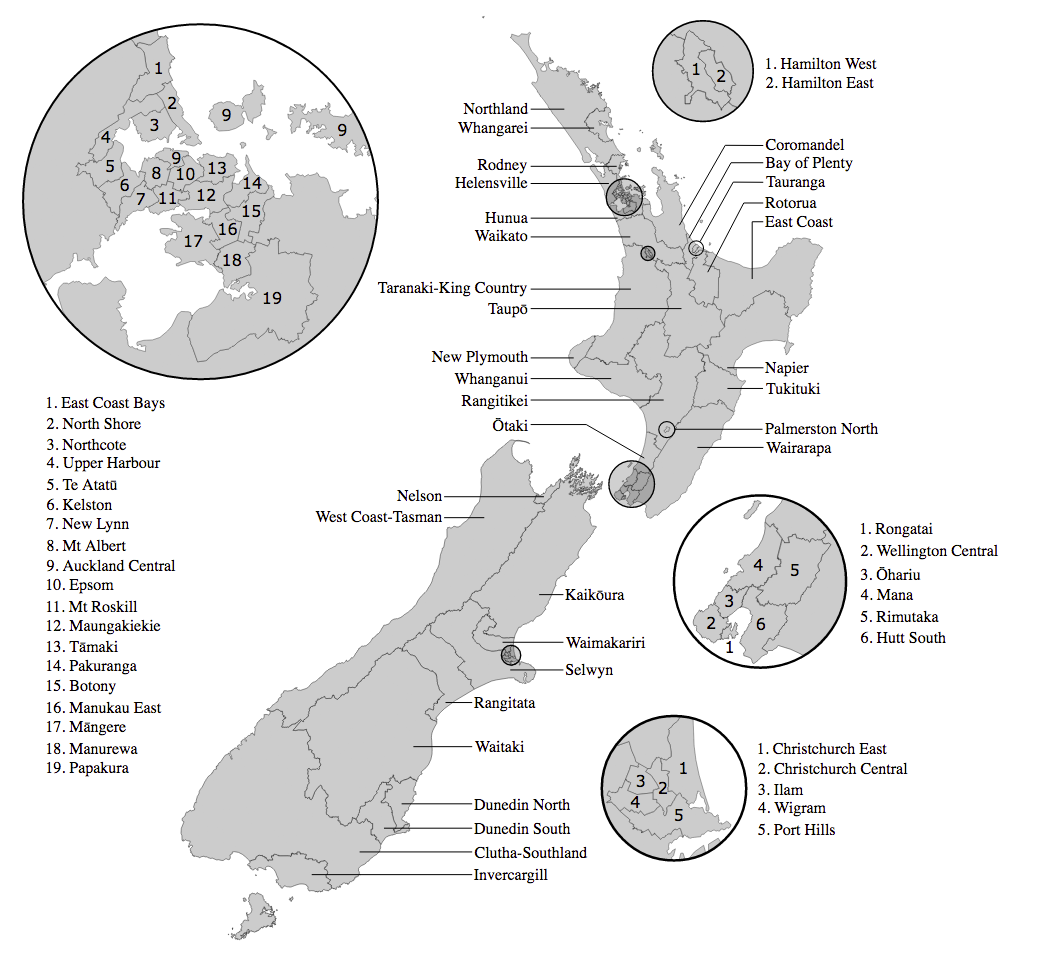 1
2
3
4
5
6
7
8
9
10
11
12
13
14
15
16
17
18
19
9
9
1. East Coast Bays
2. North Shore
3. Northcote
4. Upper Harbour
5. Te Atatū
6. Kelston
7. New Lynn
8. Mt Albert
9. Auckland Central
10. Epsom
11. Mt Roskill
12. Maungakiekie
13. Tāmaki
14. Pakuranga
15. Botony
16. Manukau East
17. Māngere
18. Manurewa
19. Papakura
Northland
Whangarei
Rodney
Helensville
Hunua
Waikato
Taranaki-King Country
Taupō
New Plymouth
Whanganui
Rangitikei
Ōtaki
1
2
1. Hamilton West
2. Hamilton East
Coromandel
Bay of Plenty
Tauranga
Rotorua
East Coast
Napier
Tukituki
Palmerston North
Wairarapa
Nelson
West Coast-Tasman
Kaikōura
Waimakariri
Selwyn
Rangitata
Waitaki
Dunedin North
Dunedin South
Clutha-Southland
Invercargill
4
5
3
2
6
1
1. Rongatai
2. Wellington Central
3. Ōhariu
4. Mana
5. Rimutaka
6. Hutt South
1
3
2
4
5
1. Christchurch East
2. Christchurch Central
3. Ilam
4. Wigram
5. Port Hills